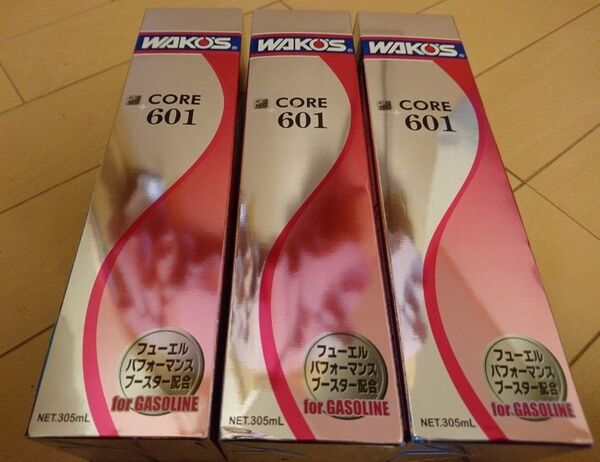 WAKO'S®
CORE
601
フューエル
パフォーマンス
ブースター配合
for GASOLINE
NET.305mL
WAKO'S®
CORE
601
フューエル
パフォーマンス
ブースター配合
for GASOLINE
NET.305mL
WAKO'S®
CORE
601
フューエル
パフォーマンス
ブースター配合
for GASOLINE
NET.305mL